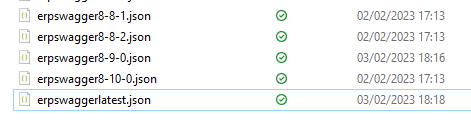 erpswagger8-8-1.json 02/02/2023 17:13
erpswagger8-8-2.json 02/02/2023 17:13
erpswagger8-9-0.json 03/02/2023 18:16
erpswagger8-10-0.json 02/02/2023 17:13
erpswaggerlatest.json 03/02/2023 18:18